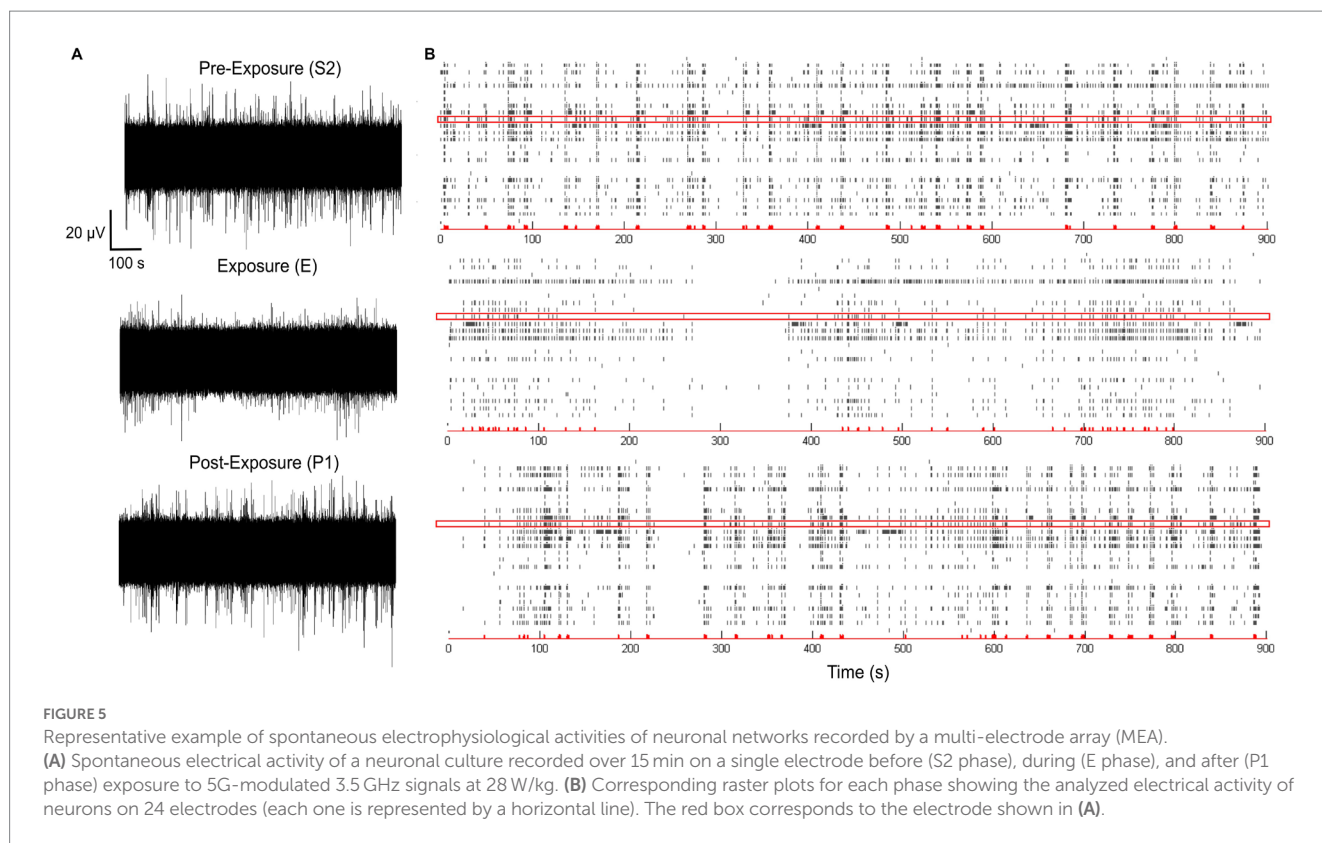 A
B
Pre-Exposure (S2)
20 µV
100 s
0 100 200 300 400 500 600 700 800 900
Exposure (E)
0 100 200 300 400 500 600 700 800 900
Post-Exposure (P1)
0 100 200 300 400 500 600 700 800 900
Time (s)
FIGURE 5
Representative example of spontaneous electrophysiological activities of neuronal networks recorded by a multi-electrode array (MEA).
(A) Spontaneous electrical activity of a neuronal culture recorded over 15 min on a single electrode before (S2 phase), during (E phase), and after (P1
phase) exposure to 5G-modulated 3.5 GHz signals at 28 W/kg. (B) Corresponding raster plots for each phase showing the analyzed electrical activity of
neurons on 24 electrodes (each one is represented by a horizontal line). The red box corresponds to the electrode shown in (A).